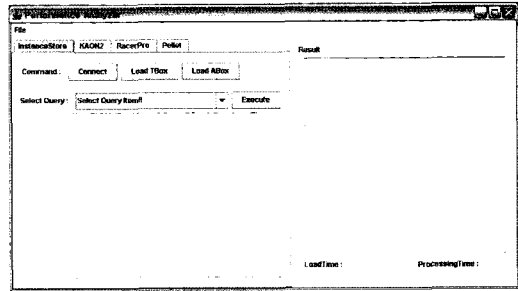 Performance Analyzer
File
InstanceStore KAON2 RacerPro Pellet
Result
Command: Connect Load TBox Load ABox
Select Query: Select Query Item!! Execute
LoadTime: ProcessingTime: